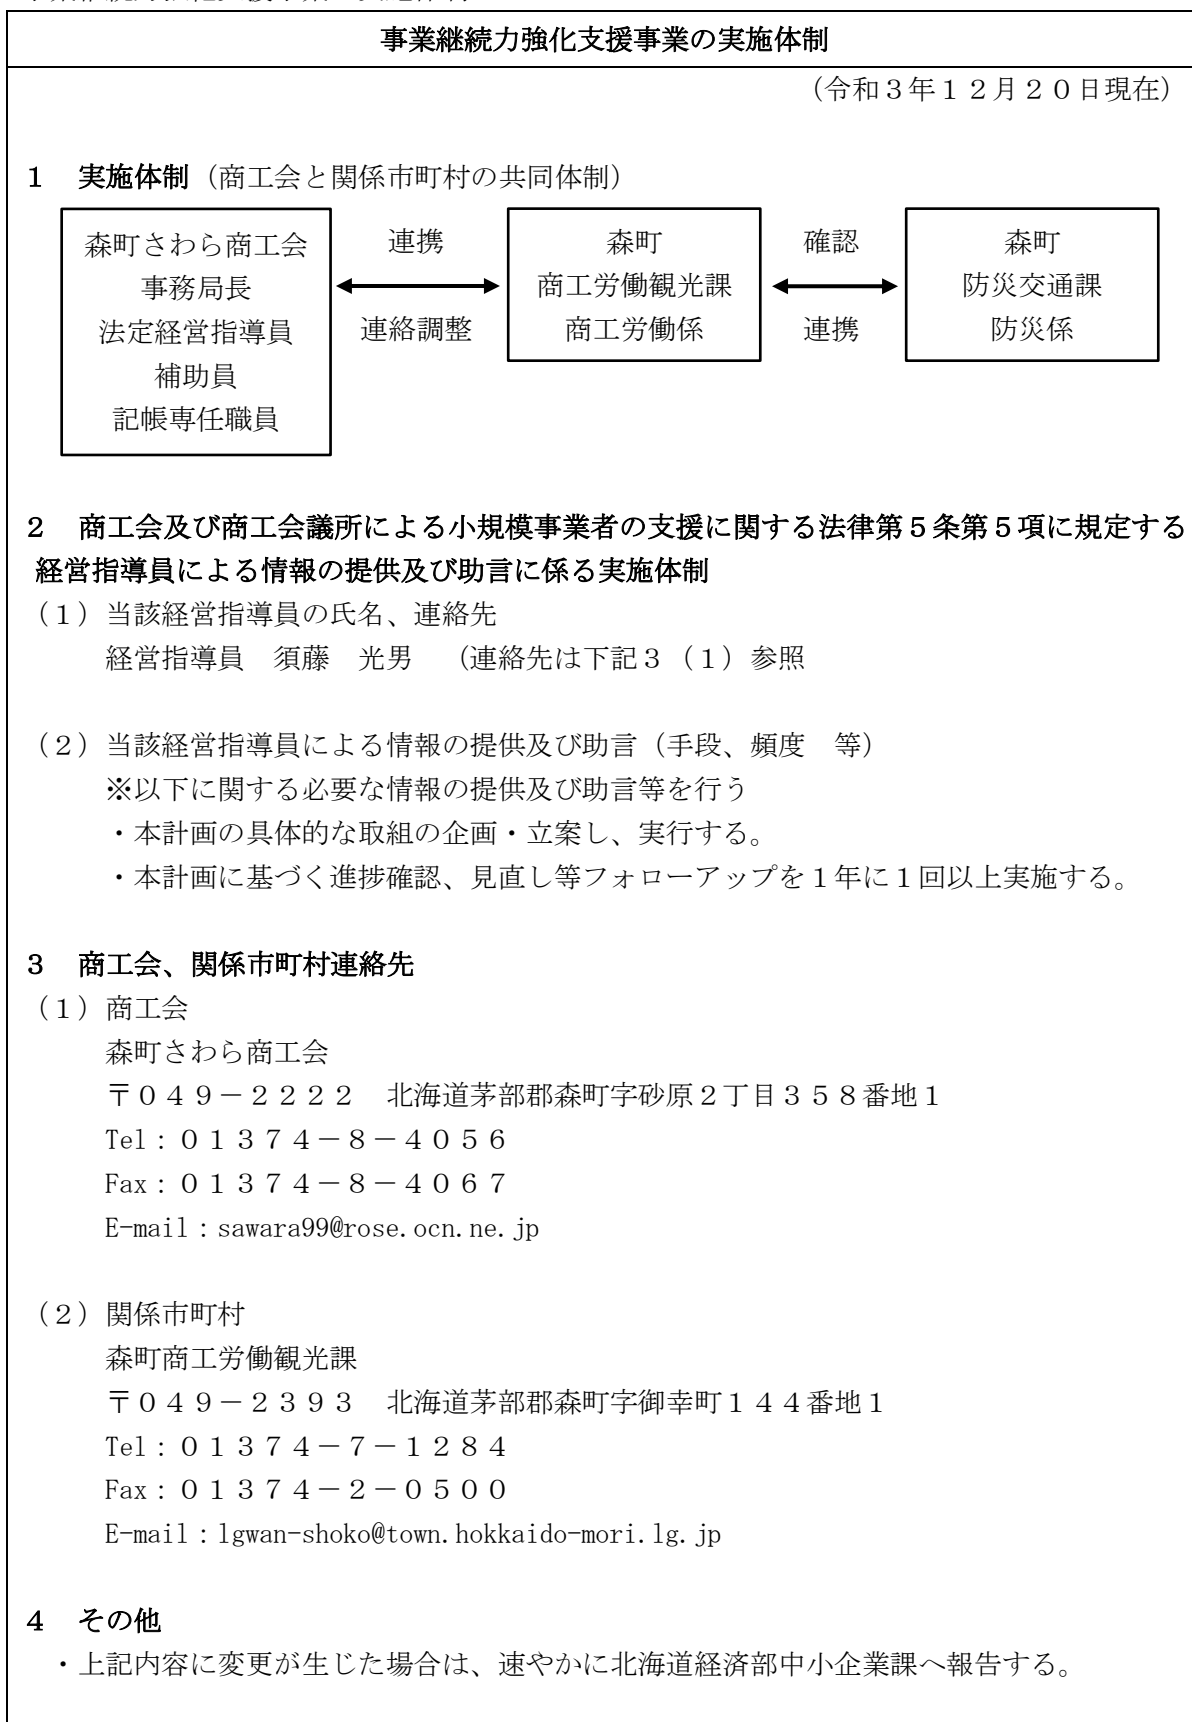 事業継続力強化支援事業の実施体制
（令和３年１２月２０日現在）
１　実施体制（商工会と関係市町村の共同体制）
森町さわら商工会
事務局長
法定経営指導員
補助員
記帳専任職員
連携
連絡調整
森町
商工労働観光課
商工労働係
確認
連携
森町
防災交通課
防災係
２　商工会及び商工会議所による小規模事業者の支援に関する法律第５条第５項に規定する
経営指導員による情報の提供及び助言に係る実施体制
（１）当該経営指導員の氏名、連絡先
経営指導員　須藤　光男　（連絡先は下記３（１）参照
（２）当該経営指導員による情報の提供及び助言（手段、頻度　等）
※以下に関する必要な情報の提供及び助言等を行う
・本計画の具体的な取組の企画・立案し、実行する。
・本計画に基づく進捗確認、見直し等フォローアップを１年に１回以上実施する。
３　商工会、関係市町村連絡先
（１）商工会
森町さわら商工会
〒０４９－２２２２　北海道茅部郡森町字砂原２丁目３５８番地１
Tel：０１３７４－８－４０５６
Fax：０１３７４－８－４０６７
E-mail：sawara99@rose.ocn.ne.jp
（２）関係市町村
森町商工労働観光課
〒０４９－２３９３　北海道茅部郡森町字御幸町１４４番地１
Tel：０１３７４－７－１２８４
Fax：０１３７４－２－０５００
E-mail：lgwan-shoko@town.hokkaido-mori.lg.jp
４　その他
・上記内容に変更が生じた場合は、速やかに北海道経済部中小企業課へ報告する。